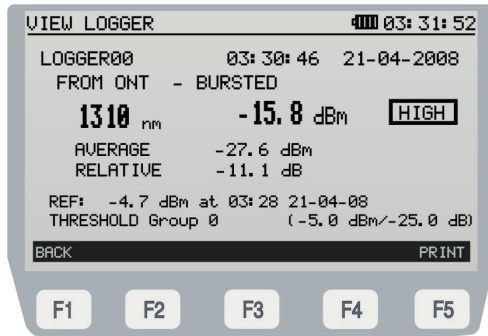 VIEW LOGGER 03:31:52
LOGGER00 03:30:46 21-04-2008
FROM ONT - BURSTED
1310 nm -15.8 dBm HIGH
AVERAGE -27.6 dBm
RELATIVE -11.1 dB
REF: -4.7 dBm at 03:28 21-04-08
THRESHOLD Group 0 (-5.0 dBm/-25.0 dB)
BACK PRINT
F1 F2 F3 F4 F5